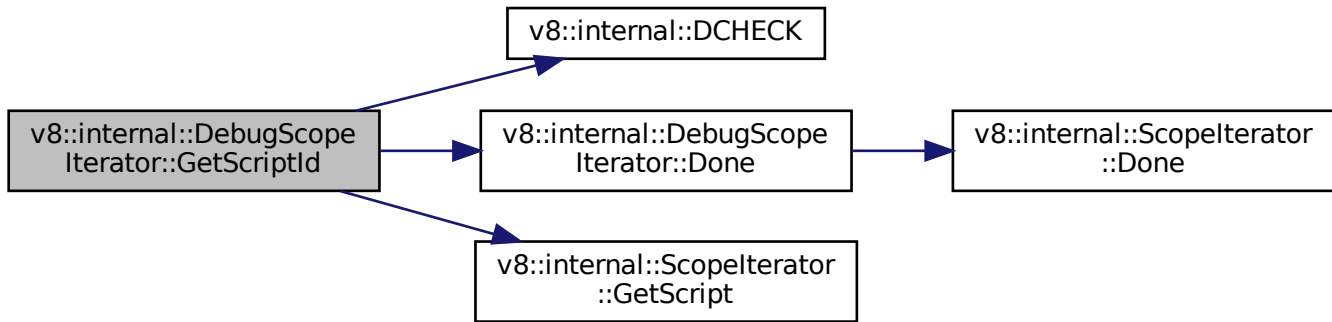 v8::internal::DCHECK
v8::internal::DebugScope
Iterator::GetScriptId
v8::internal::DebugScope
Iterator::Done
v8::internal::ScopeIterator
::Done
v8::internal::ScopeIterator
::GetScript